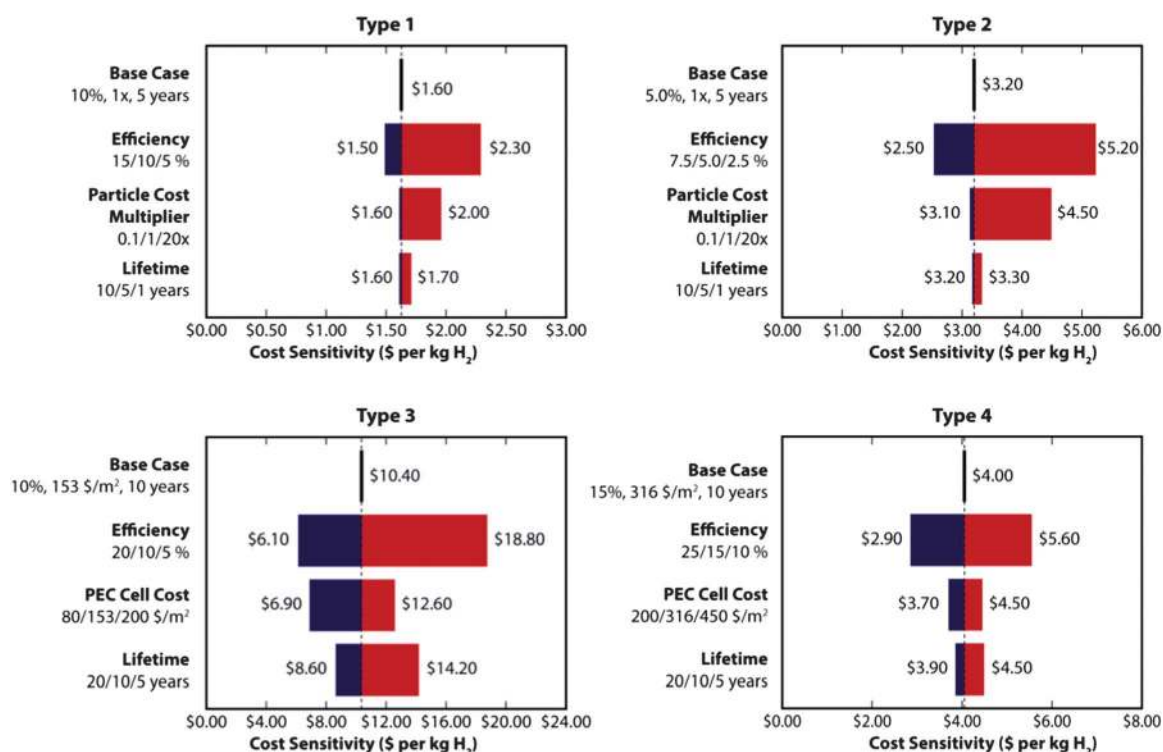 Type 1
Base Case
10%, 1x, 5 years
$1.60
Efficiency
15/10/5 %
$1.50
$2.30
Particle Cost
Multiplier
0.1/1/20x
$1.60
$2.00
Lifetime
10/5/1 years
$1.60
$1.70
$0.00 $0.50 $1.00 $1.50 $2.00 $2.50 $3.00
Cost Sensitivity ($ per kg H₂)
Type 2
Base Case
5.0%, 1x, 5 years
$3.20
Efficiency
7.5/5.0/2.5 %
$2.50
$5.20
Particle Cost
Multiplier
0.1/1/20x
$3.10
$4.50
Lifetime
10/5/1 years
$3.20
$3.30
$0.00 $1.00 $2.00 $3.00 $4.00 $5.00 $6.00
Cost Sensitivity ($ per kg H₂)
Type 3
Base Case
10%, 153 $/m², 10 years
$10.40
Efficiency
20/10/5 %
$6.10
$18.80
PEC Cell Cost
80/153/200 $/m²
$6.90
$12.60
Lifetime
20/10/5 years
$8.60
$14.20
$0.00 $4.00 $8.00 $12.00 $16.00 $20.00 $24.00
Cost Sensitivity ($ per kg H₂)
Type 4
Base Case
15%, 316 $/m², 10 years
$4.00
Efficiency
25/15/10 %
$2.90
$5.60
PEC Cell Cost
200/316/450 $/m²
$3.70
$4.50
Lifetime
20/10/5 years
$3.90
$4.50
$0.00 $2.00 $4.00 $6.00 $8.00
Cost Sensitivity ($ per kg H₂)